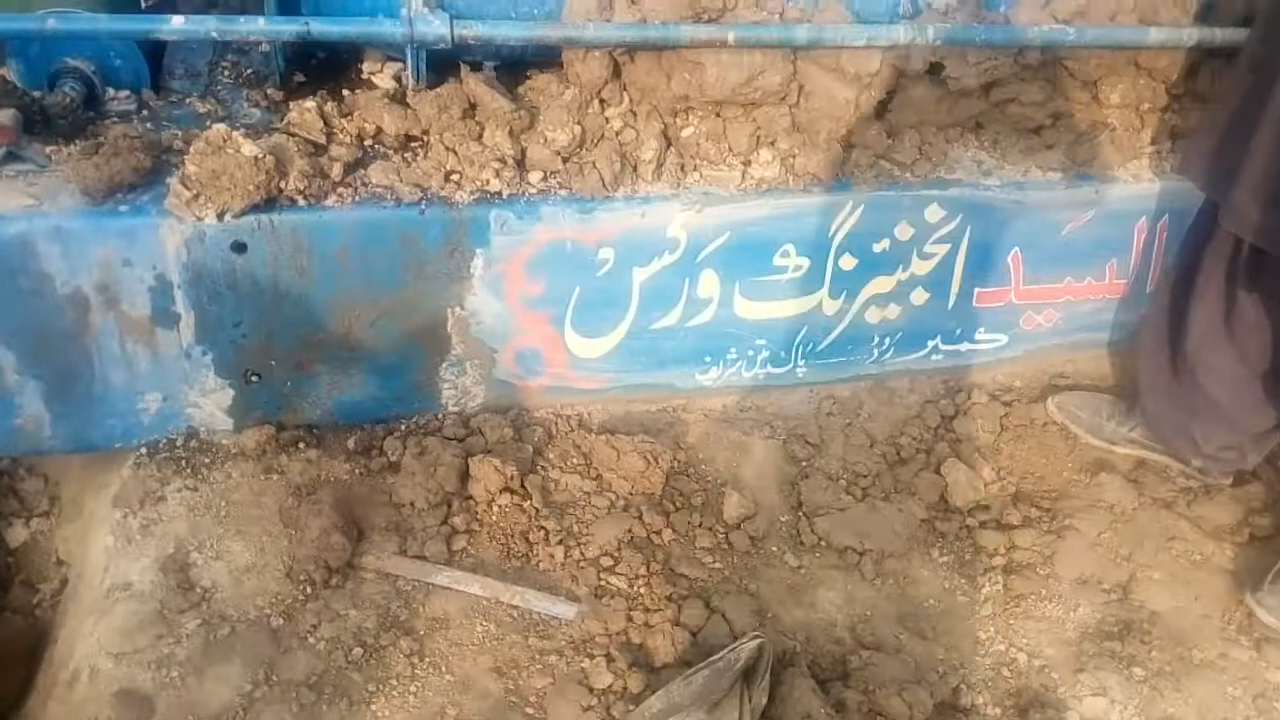 السید انجنیئرنگ ورکس
کمیر روڈ پاک پتن شریف